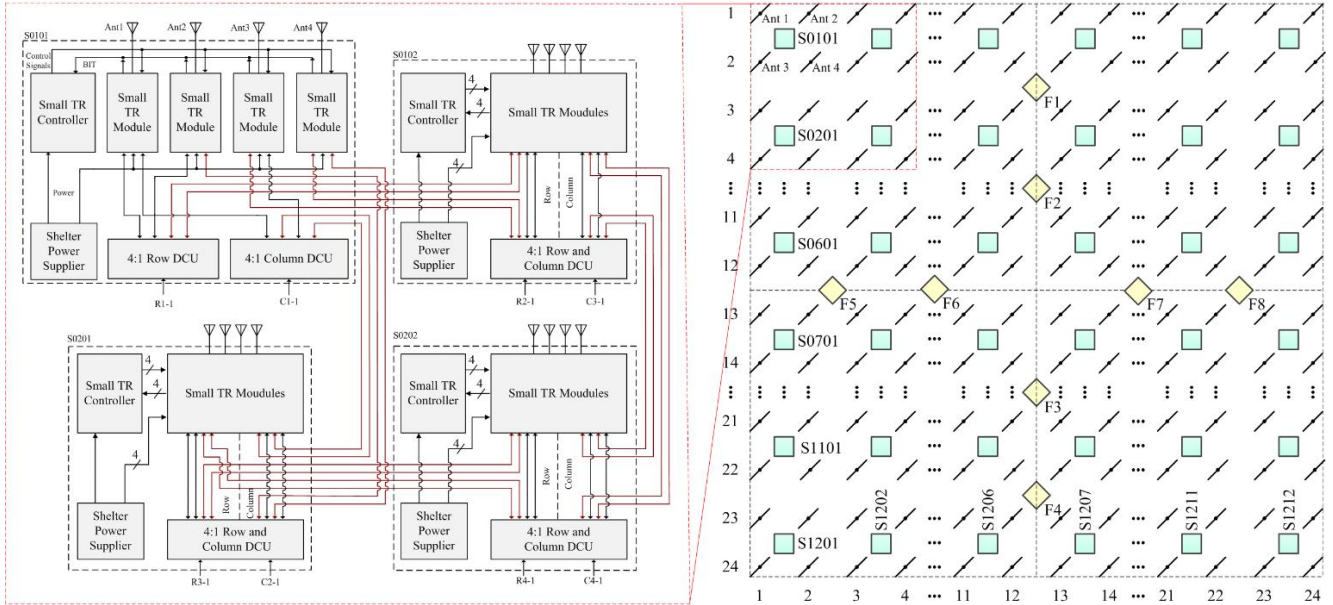 Ant1 Ant2 Ant3 Ant4
S0101
Control
Signals
BIT
Small TR
Controller
Small
TR
Module
Small
TR
Module
Small
TR
Module
Small
TR
Module
Power
Shelter
Power
Supplier
4:1 Row DCU
4:1 Column DCU
R1-1
C1-1
S0102
Small TR
Controller
4
4
Small TR Moudules
4
Row
Column
Shelter
Power
Supplier
4:1 Row and
Column DCU
R2-1
C3-1
S0201
Small TR
Controller
4
4
Small TR Moudules
4
Row
Column
Shelter
Power
Supplier
4:1 Row and
Column DCU
R3-1
C2-1
S0202
Small TR
Controller
4
4
Small TR Moudules
4
Row
Column
Shelter
Power
Supplier
4:1 Row and
Column DCU
R4-1
C4-1
1
Ant 1 Ant 2
S0101
2
Ant 3 Ant 4
F1
3
S0201
4
F2
11
S0601
12
F5 F6 F7 F8
13
S0701
14
F3
21
S1101
22
F4
23
S1202 S1206 S1207 S1211 S1212
S1201
24
1 2 3 4 ••• 11 12 13 14 ••• 21 22 23 24